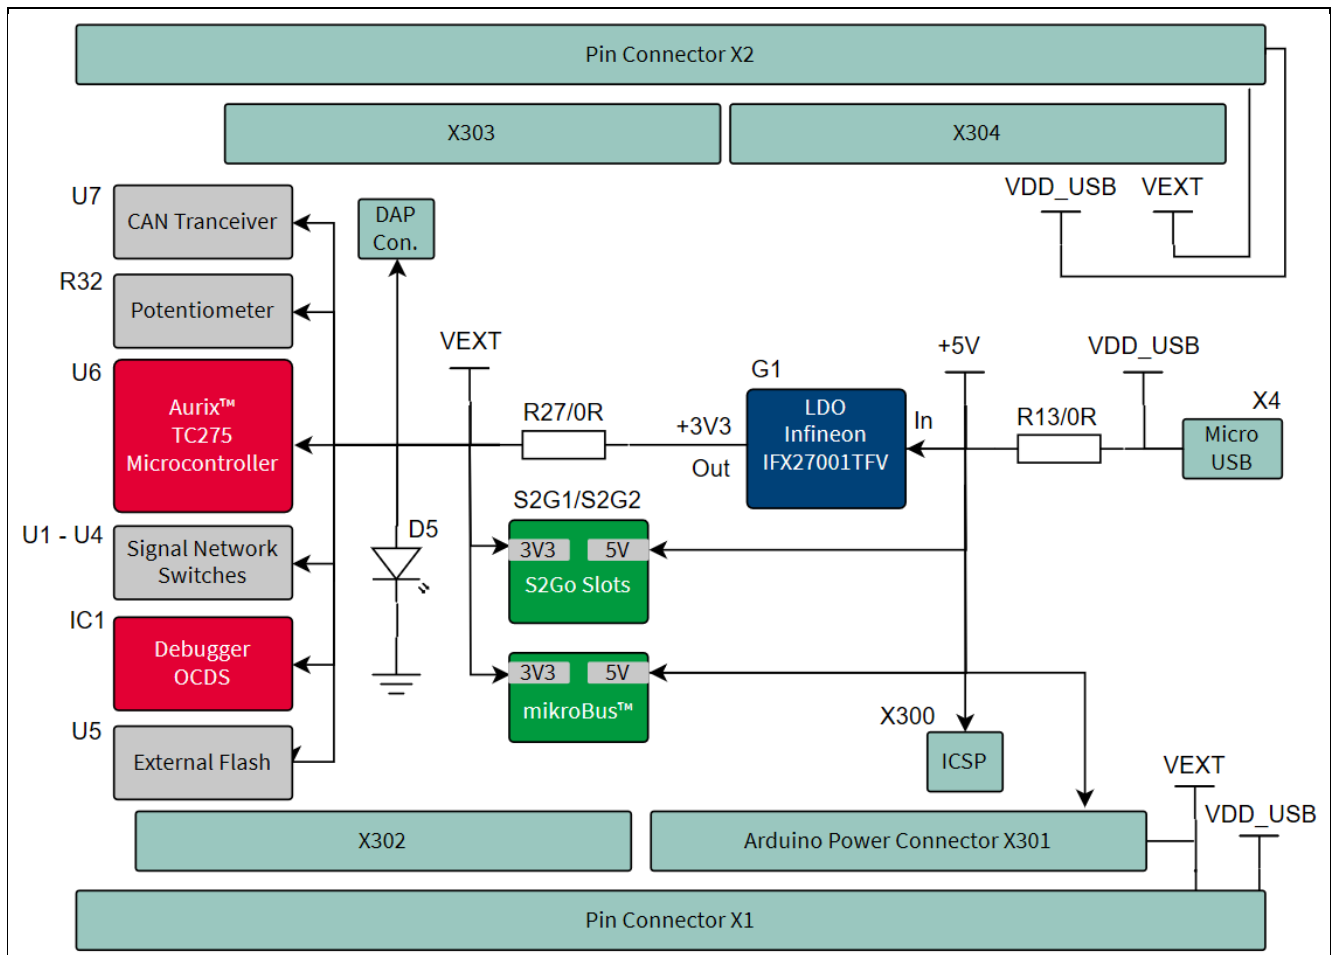 Pin Connector X2
X303
X304
VDD_USB
VEXT
U7
CAN Tranceiver
DAP
Con.
R32
Potentiometer
VEXT
+5V
VDD_USB
U6
Aurix™
TC275
Microcontroller
R27/0R
+3V3
Out
G1
LDO
Infineon
IFX27001TFV
In
R13/0R
X4
Micro
USB
U1 - U4
Signal Network
Switches
D5
S2G1/S2G2
3V3
5V
S2Go Slots
IC1
Debugger
OCDS
3V3
5V
mikroBus™
U5
External Flash
X300
ICSP
VEXT
VDD_USB
X302
Arduino Power Connector X301
Pin Connector X1